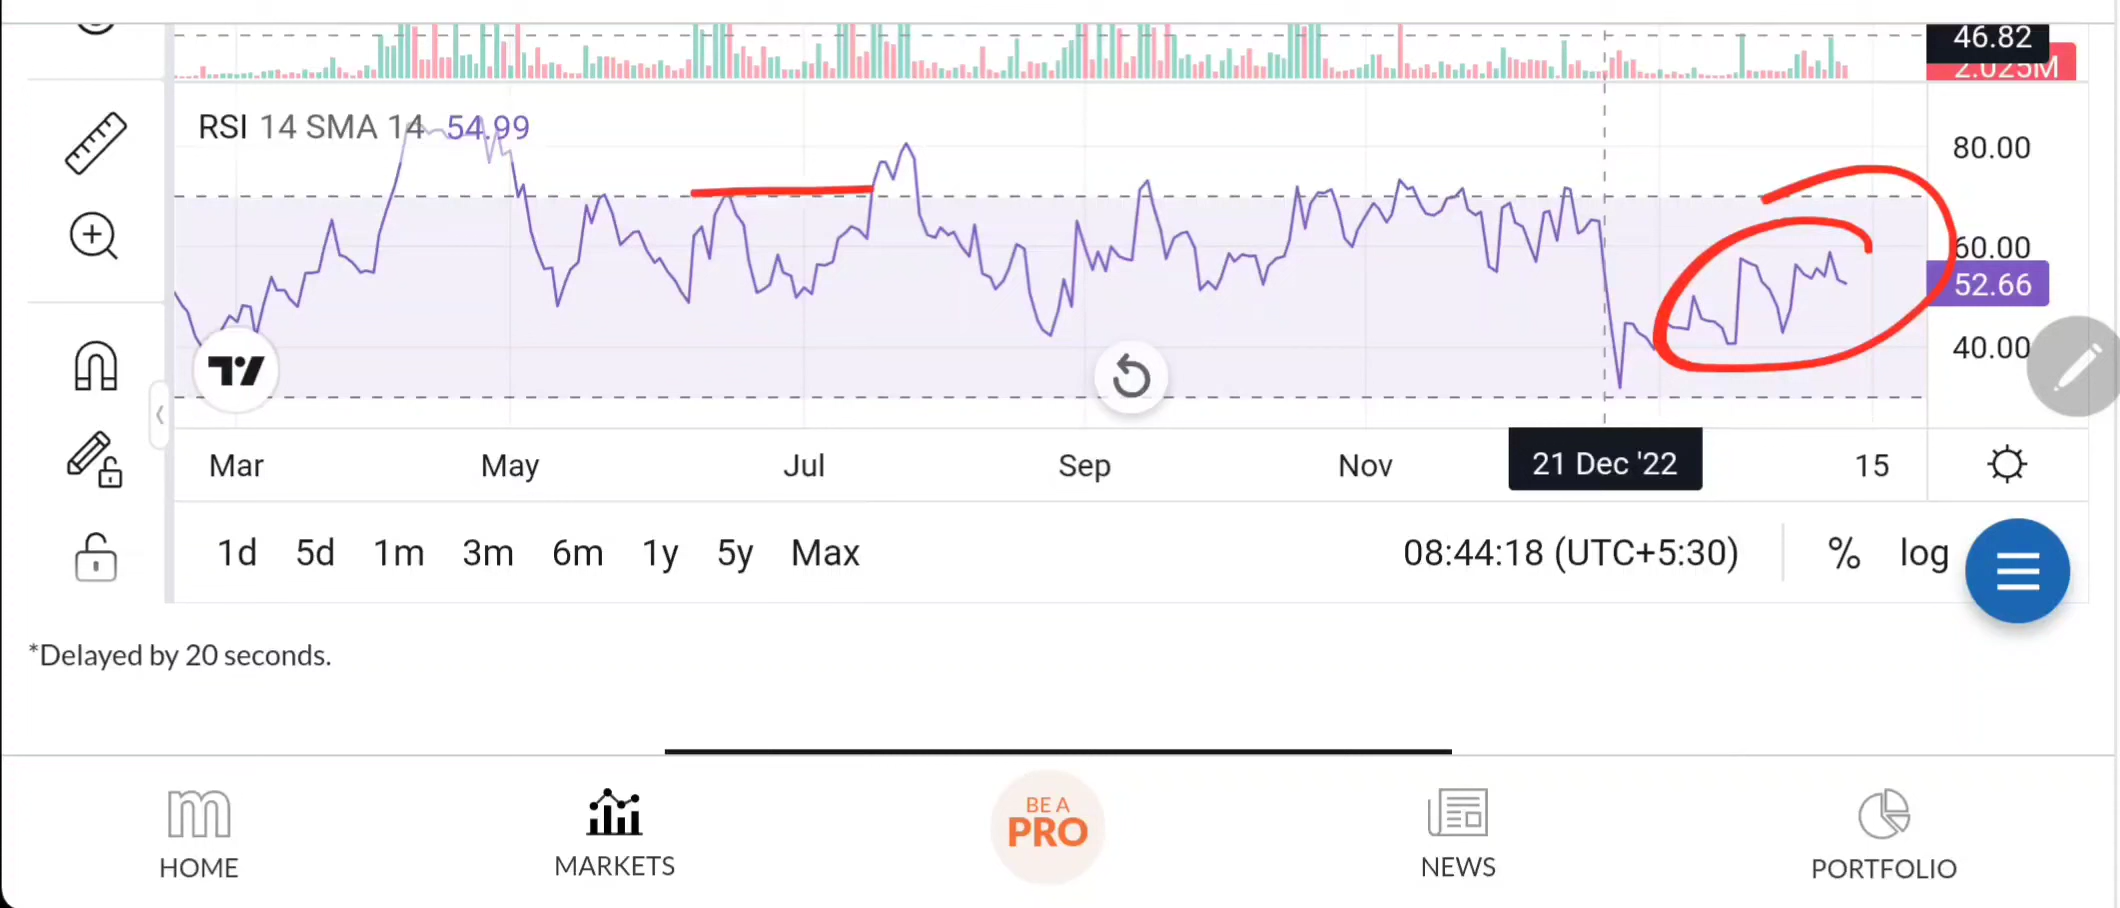 46.82
2.025M
RSI 14 SMA 14 54.99
80.00
60.00
52.66
40.00
Mar May Jul Sep Nov 21 Dec '22 15
1d 5d 1m 3m 6m 1y 5y Max 08:44:18 (UTC+5:30) % log
*Delayed by 20 seconds.
BE A
PRO
HOME MARKETS NEWS PORTFOLIO